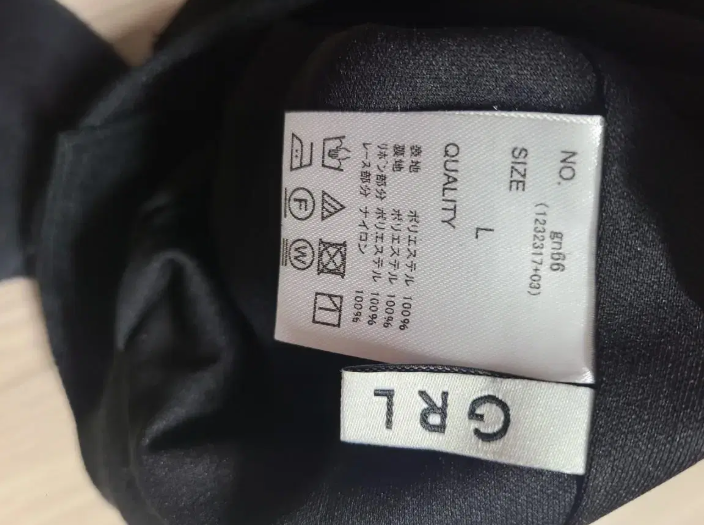 NO.
gn66
(1232317+03)
SIZE
L
QUALITY
表地 ポリエステル 100%
裏地 ポリエステル 100%
リボン部分 ポリエステル 100%
レース部分 ナイロン 100%
F
W
GRL